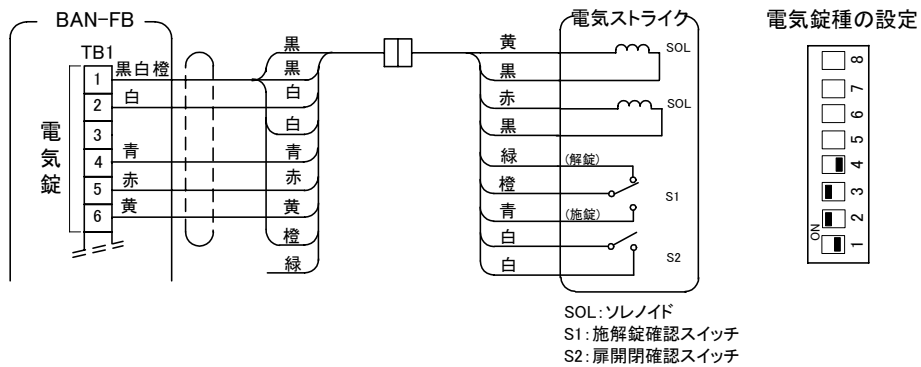 BAN-FB
TB1
電気錠
1
2
3
4
5
6
黒白橙
白
青
赤
黄
黒
黒
白
白
青
赤
黄
橙
緑
電気ストライク
黄
黒
赤
黒
緑
橙
青
白
白
SOL
SOL
(解錠)
S1
(施錠)
S2
SOL:ソレノイド
S1:施解錠確認スイッチ
S2:扉開閉確認スイッチ
電気錠種の設定
8
7
6
5
4
3
2
1
ON